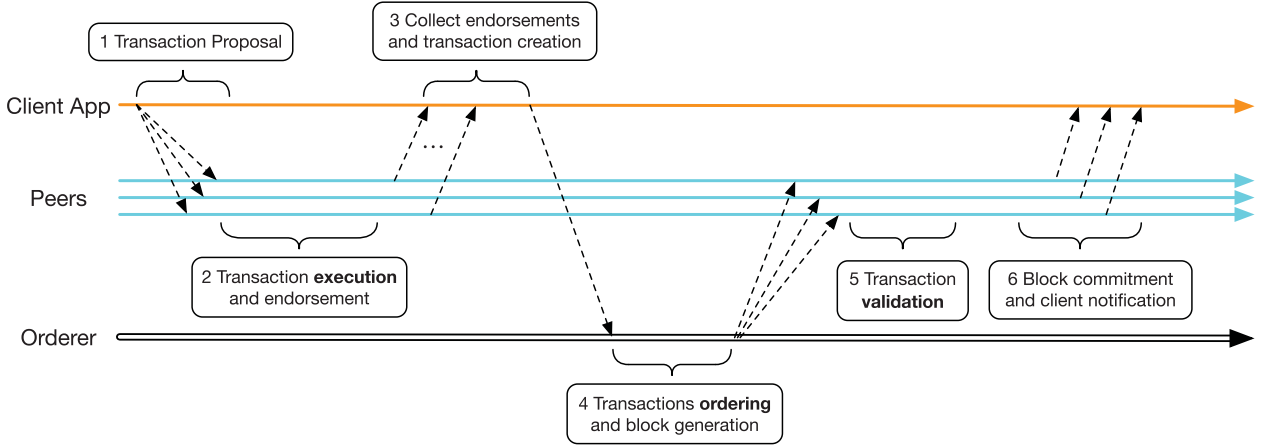 1 Transaction Proposal
3 Collect endorsements
and transaction creation
Client App
...
Peers
2 Transaction execution
and endorsement
5 Transaction
validation
6 Block commitment
and client notification
Orderer
4 Transactions ordering
and block generation